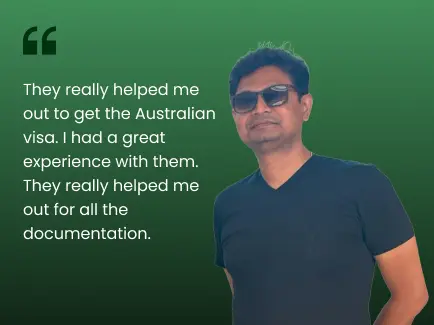 They really helped me
out to get the Australian
visa. I had a great
experience with them.
They really helped me
out for all the
documentation.